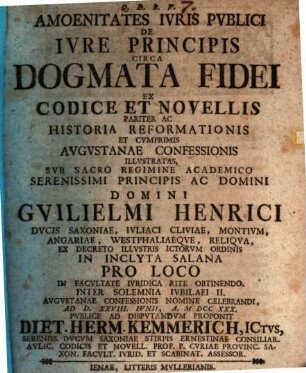 Q. D. B. V.
AMOENITATES IVRIS PVBLICI
DE
IVRE PRINCIPIS
CIRCA
DOGMATA FIDEI
EX
CODICE ET NOVELLIS
PARITER AC
HISTORIA REFORMATIONIS
ET CVMPRIMIS
AVGVSTANAE CONFESSIONIS
ILLVSTRATAS,
SVB SACRO REGIMINE ACADEMICO
SERENISSIMI PRINCIPIS AC DOMINI
DOMINI
GVILIELMI HENRICI
DVCIS SAXONIAE, IVLIACI CLIVIAE, MONTIVM,
ANGARIAE, WESTPHALIAEQVE, RELIQVA,
EX DECRETO ILLVSTRIS ICTORVM ORDINIS
IN INCLYTA SALANA
PRO LOCO
IN FACVLTATE IVRIDICA RITE OBTINENDO,
INTER SOLEMNIA IVBILAEI II.
AVGVSTANAE CONFESSIONIS NOMINE CELEBRANDI,
AD D. XXVIII. IVNII, A. M DCC XXX.
PVBLICE AD DISPVTANDVM PROPONIT
DIET. HERM. KEMMERICH, ICTVS,
SERENISS. DVCVM SAXONIAE STIRPIS ERNESTINAE CONSILIAR.
AVLIC. CODICIS ET NOVELL. PROF. P. CVRIAE PROVINC. SA-
XON. FACVLT. IVRID. ET SCABINAT. ASSESSOR.
IENAE, LITTERIS MVLLERIANIS.